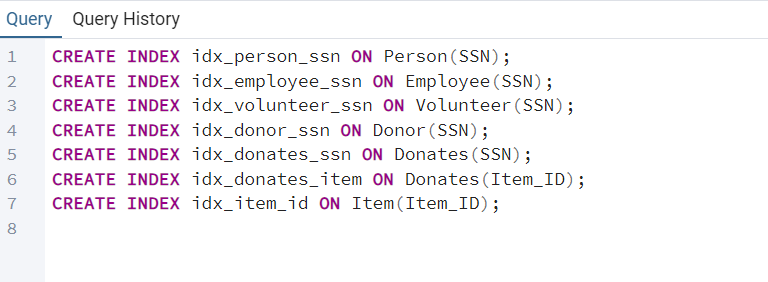 Query Query History
1 CREATE INDEX idx_person_ssn ON Person(SSN);
2 CREATE INDEX idx_employee_ssn ON Employee(SSN);
3 CREATE INDEX idx_volunteer_ssn ON Volunteer(SSN);
4 CREATE INDEX idx_donor_ssn ON Donor(SSN);
5 CREATE INDEX idx_donates_ssn ON Donates(SSN);
6 CREATE INDEX idx_donates_item ON Donates(Item_ID);
7 CREATE INDEX idx_item_id ON Item(Item_ID);
8